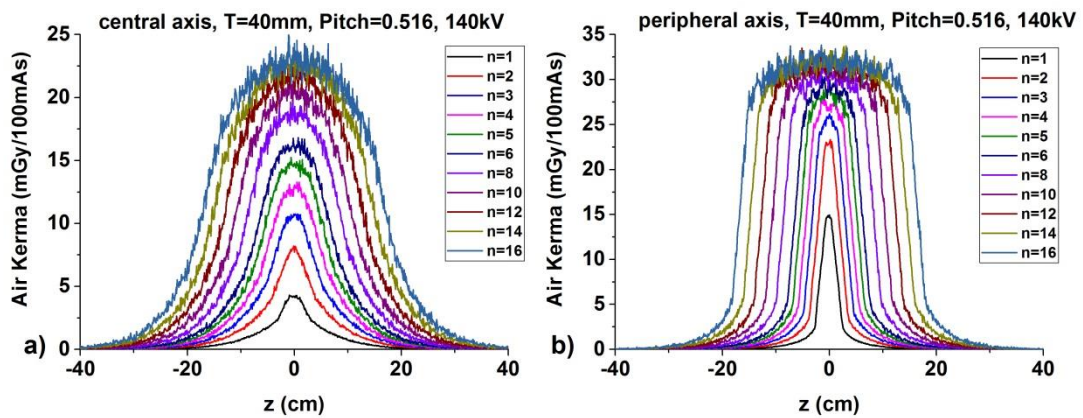 central axis, T=40mm, Pitch=0.516, 140kV
Air Kerma (mGy/100mAs)
25
20
15
10
5
0
-40
-20
0
20
40
z (cm)
n=1
n=2
n=3
n=4
n=5
n=6
n=8
n=10
n=12
n=14
n=16
a)
peripheral axis, T=40mm, Pitch=0.516, 140kV
Air Kerma (mGy/100mAs)
35
30
25
20
15
10
5
0
-40
-20
0
20
40
z (cm)
n=1
n=2
n=3
n=4
n=5
n=6
n=8
n=10
n=12
n=14
n=16
b)